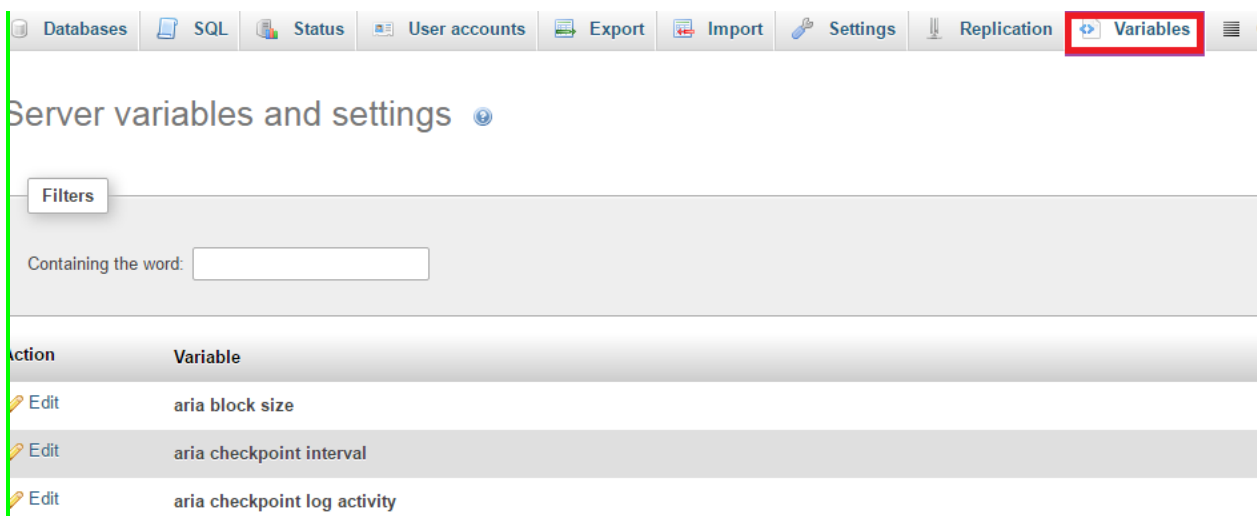 Databases SQL Status User accounts Export Import Settings Replication Variables
Server variables and settings
Filters
Containing the word:
Action Variable
Edit aria block size
Edit aria checkpoint interval
Edit aria checkpoint log activity